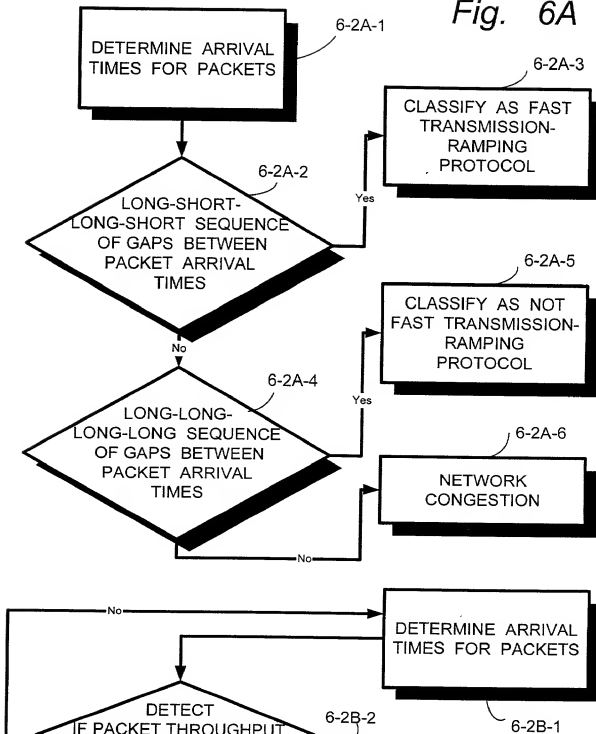 Fig. 6A
6-2A-1
DETERMINE ARRIVAL
TIMES FOR PACKETS
6-2A-3
CLASSIFY AS FAST
TRANSMISSION-
RAMPING
PROTOCOL
6-2A-2
LONG-SHORT-
LONG-SHORT SEQUENCE
OF GAPS BETWEEN
PACKET ARRIVAL
TIMES
Yes
6-2A-5
CLASSIFY AS NOT
FAST TRANSMISSION-
RAMPING
PROTOCOL
No
6-2A-4
LONG-LONG-
LONG-LONG SEQUENCE
OF GAPS BETWEEN
PACKET ARRIVAL
TIMES
Yes
6-2A-6
NETWORK
CONGESTION
No
No
DETERMINE ARRIVAL
TIMES FOR PACKETS
6-2B-1
DETECT
IF PACKET THROUGHPUT
6-2B-2